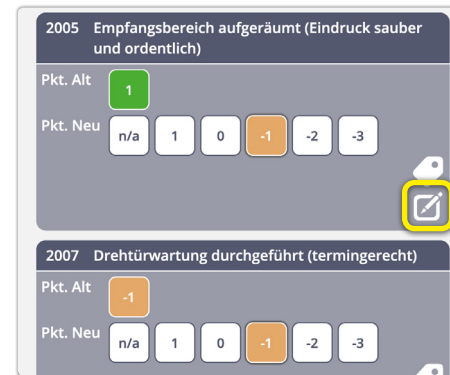 2005 Empfangsbereich aufgeräumt (Eindruck sauber
und ordentlich)
Pkt. Alt 1
Pkt. Neu n/a 1 0 -1 -2 -3
2007 Drehtürwartung durchgeführt (termingerecht)
Pkt. Alt -1
Pkt. Neu n/a 1 0 -1 -2 -3